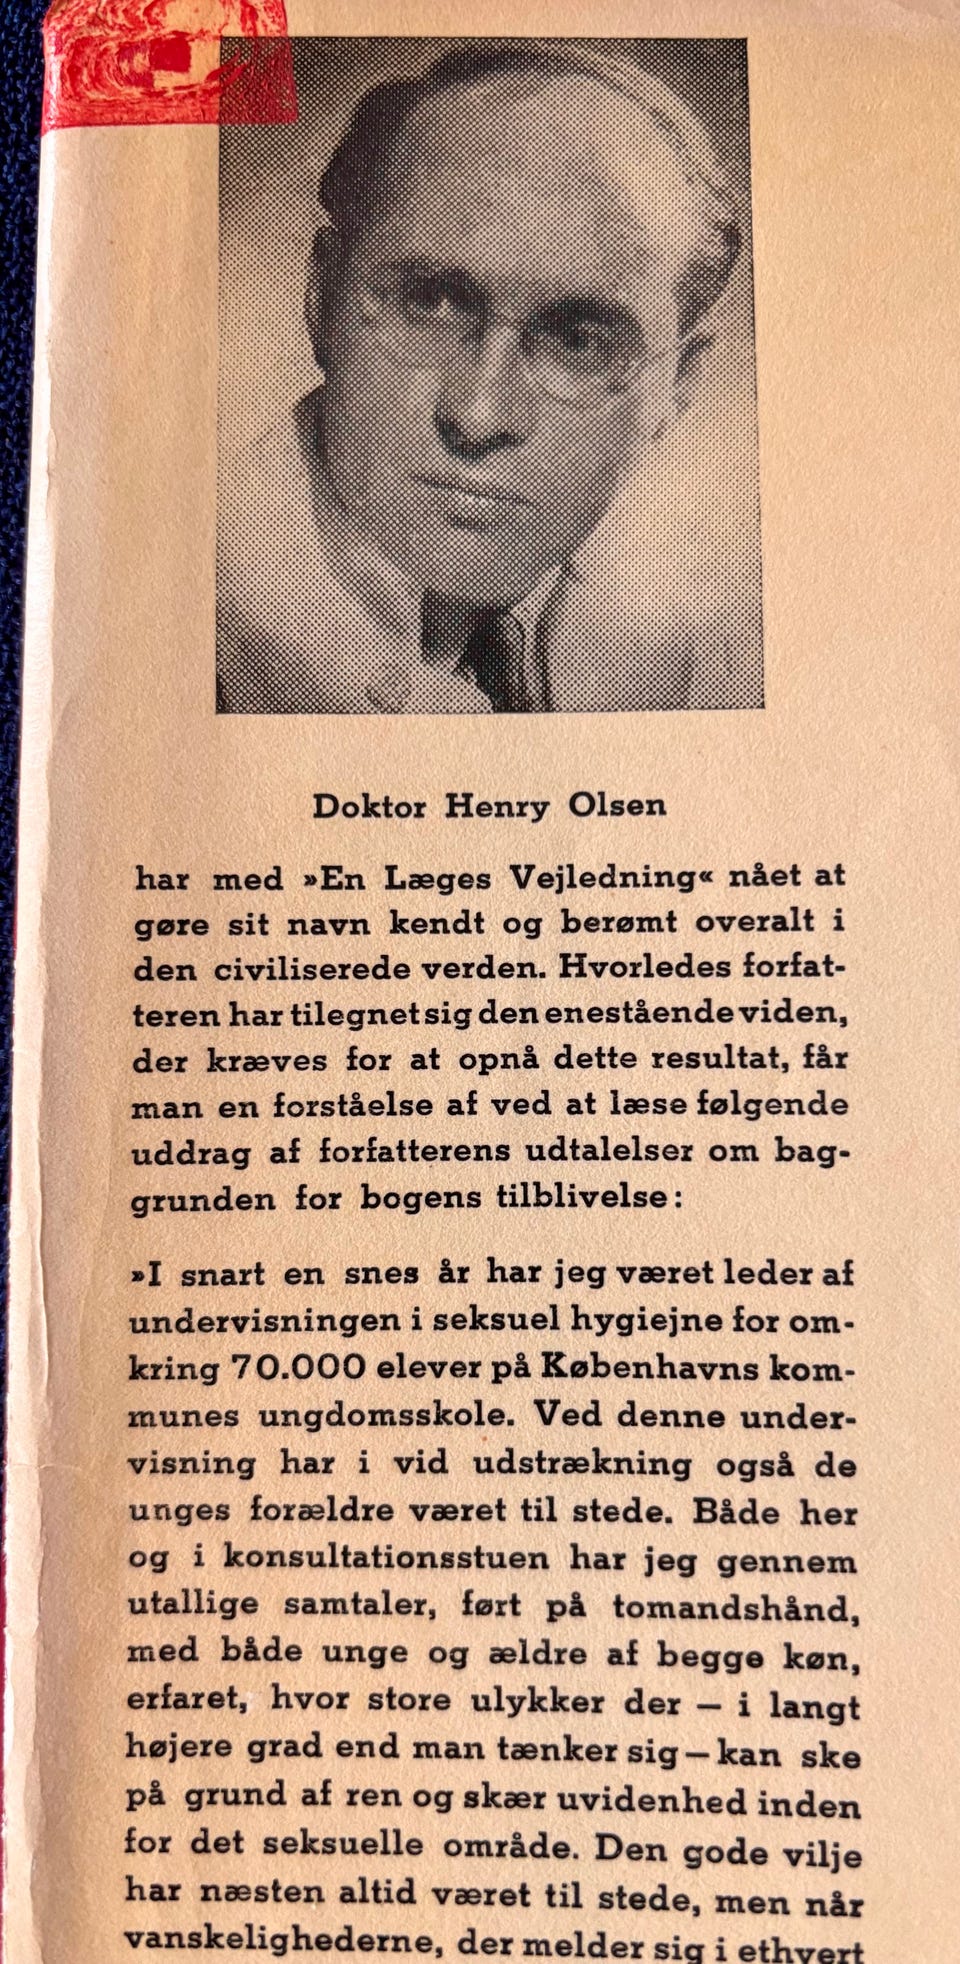 Doktor Henry Olsen
har med »En Læges Vejledning« nået at
gøre sit navn kendt og berømt overalt i
den civiliserede verden. Hvorledes forfat-
teren har tilegnet sig den enestående viden,
der kræves for at opnå dette resultat, får
man en forståelse af ved at læse følgende
uddrag af forfatterens udtalelser om bag-
grunden for bogens tilblivelse:
»I snart en snes år har jeg været leder af
undervisningen i seksuel hygiejne for om-
kring 70.000 elever på Københavns kom-
munes ungdomsskole. Ved denne under-
visning har i vid udstrækning også de
unges forældre været til stede. Både her
og i konsultationsstuen har jeg gennem
utallige samtaler, ført på tomandshånd,
med både unge og ældre af begge køn,
erfaret, hvor store ulykker der — i langt
højere grad end man tænker sig — kan ske
på grund af ren og skær uvidenhed inden
for det seksuelle område. Den gode vilje
har næsten altid været til stede, men når
vanskelighederne, der melder sig i ethvert